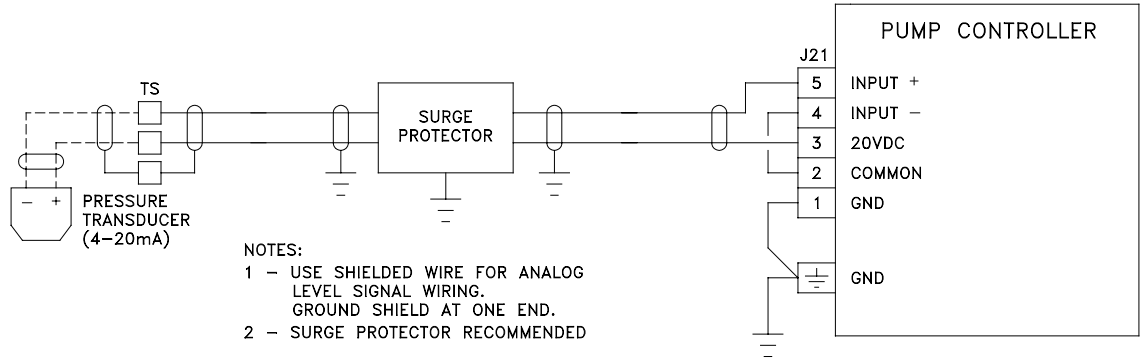 PUMP CONTROLLER
J21
5 INPUT +
4 INPUT −
3 20VDC
2 COMMON
1 GND
GND
TS
SURGE
PROTECTOR
− +
PRESSURE
TRANSDUCER
(4−20mA)
NOTES:
1 − USE SHIELDED WIRE FOR ANALOG
LEVEL SIGNAL WIRING.
GROUND SHIELD AT ONE END.
2 − SURGE PROTECTOR RECOMMENDED